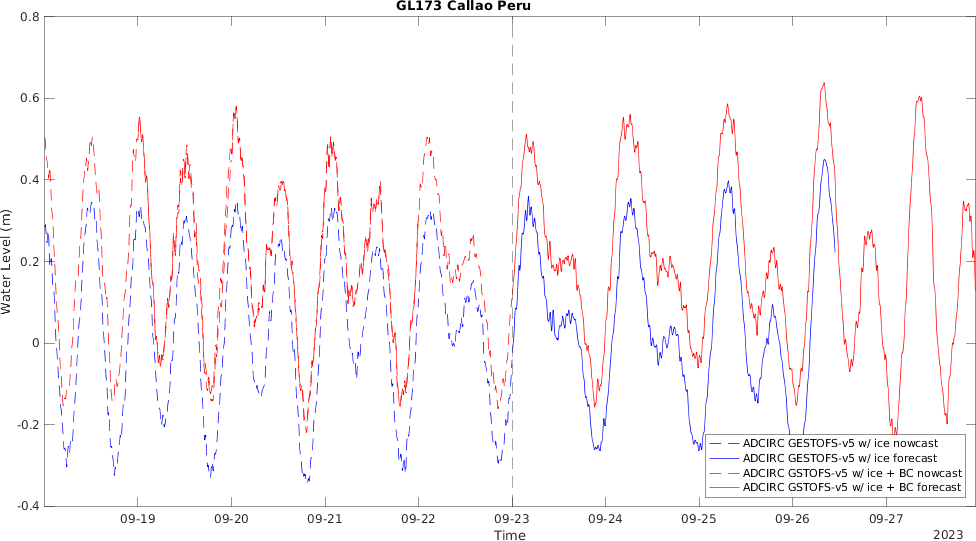 GL173 Callao Peru
0.8
0.6
0.4
0.2
0
-0.2
-0.4
Water Level (m)
ADCIRC GESTOFS-v5 w/ ice nowcast
ADCIRC GESTOFS-v5 w/ ice forecast
ADCIRC GSTOFS-v5 w/ ice + BC nowcast
ADCIRC GSTOFS-v5 w/ ice + BC forecast
09-19 09-20 09-21 09-22 09-23 09-24 09-25 09-26 09-27
Time
2023